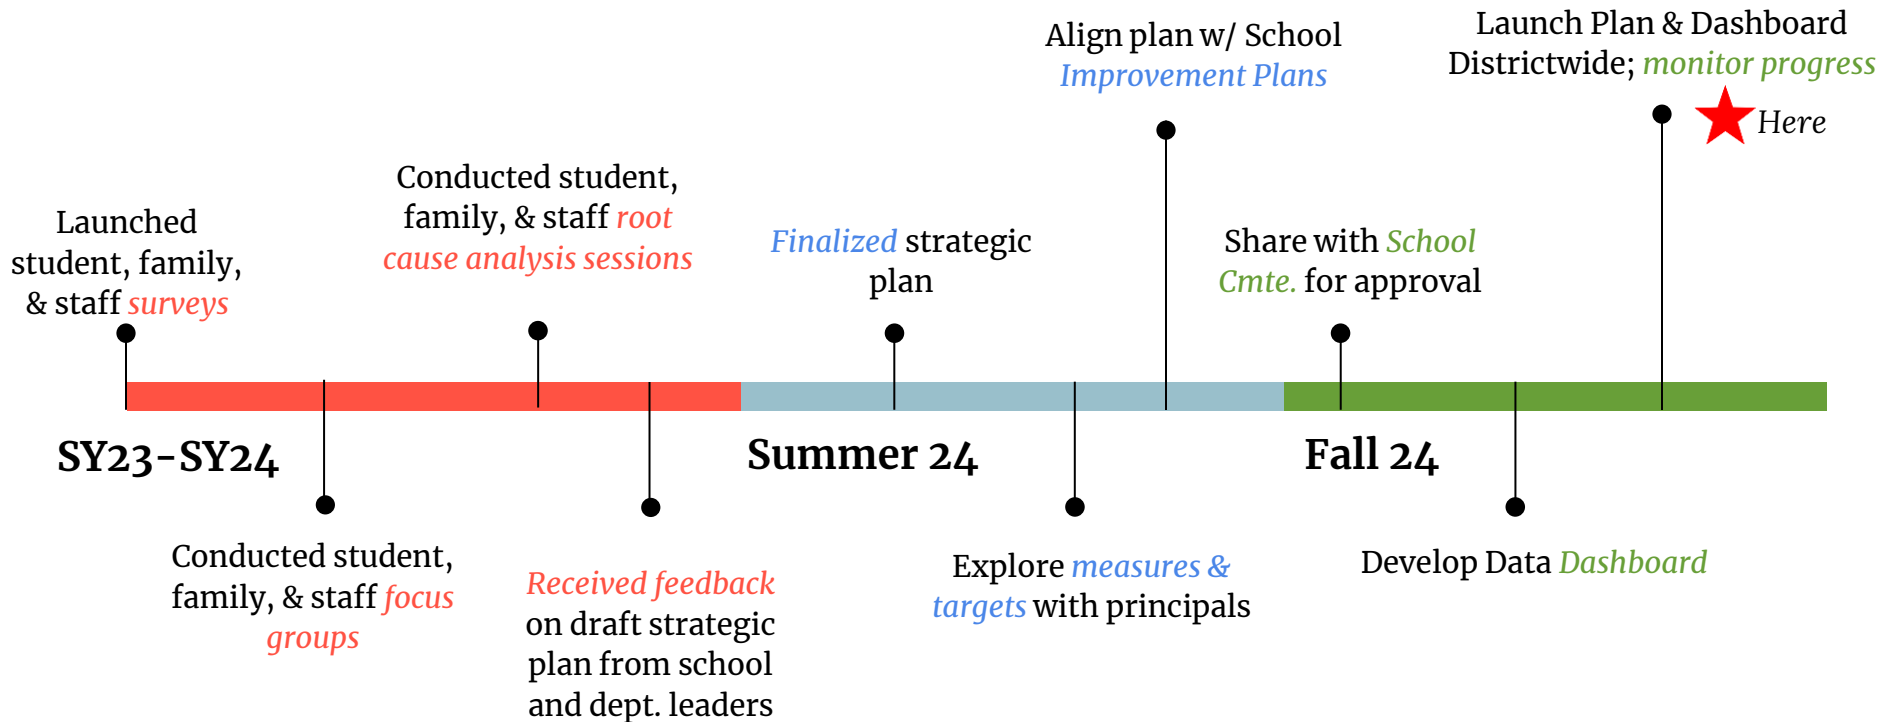 Launched
student, family,
& staff surveys
Conducted student,
family, & staff root
cause analysis sessions
Finalized strategic
plan
Align plan w/ School
Improvement Plans
Share with School
Cmte. for approval
Launch Plan & Dashboard
Districtwide; monitor progress
Here
SY23-SY24
Summer 24
Fall 24
Conducted student,
family, & staff focus
groups
Received feedback
on draft strategic
plan from school
and dept. leaders
Explore measures &
targets with principals
Develop Data Dashboard